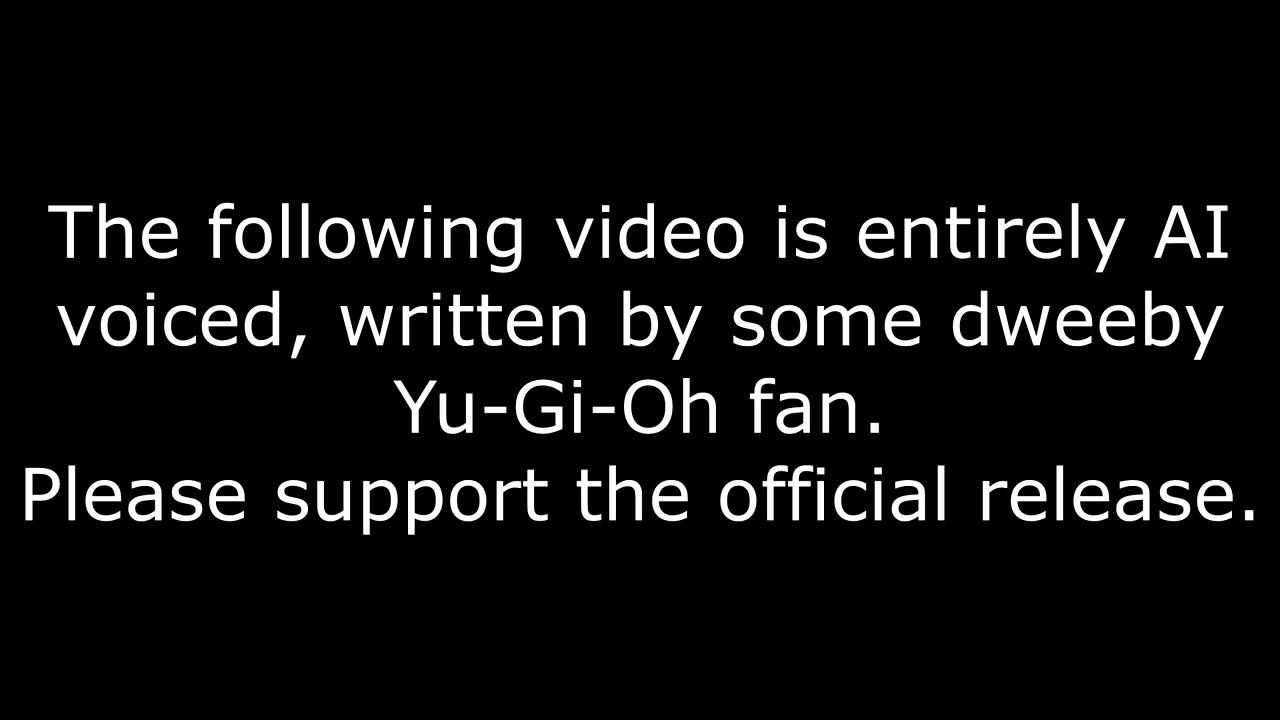 The following video is entirely AI
voiced, written by some dweeby
Yu-Gi-Oh fan.
Please support the official release.